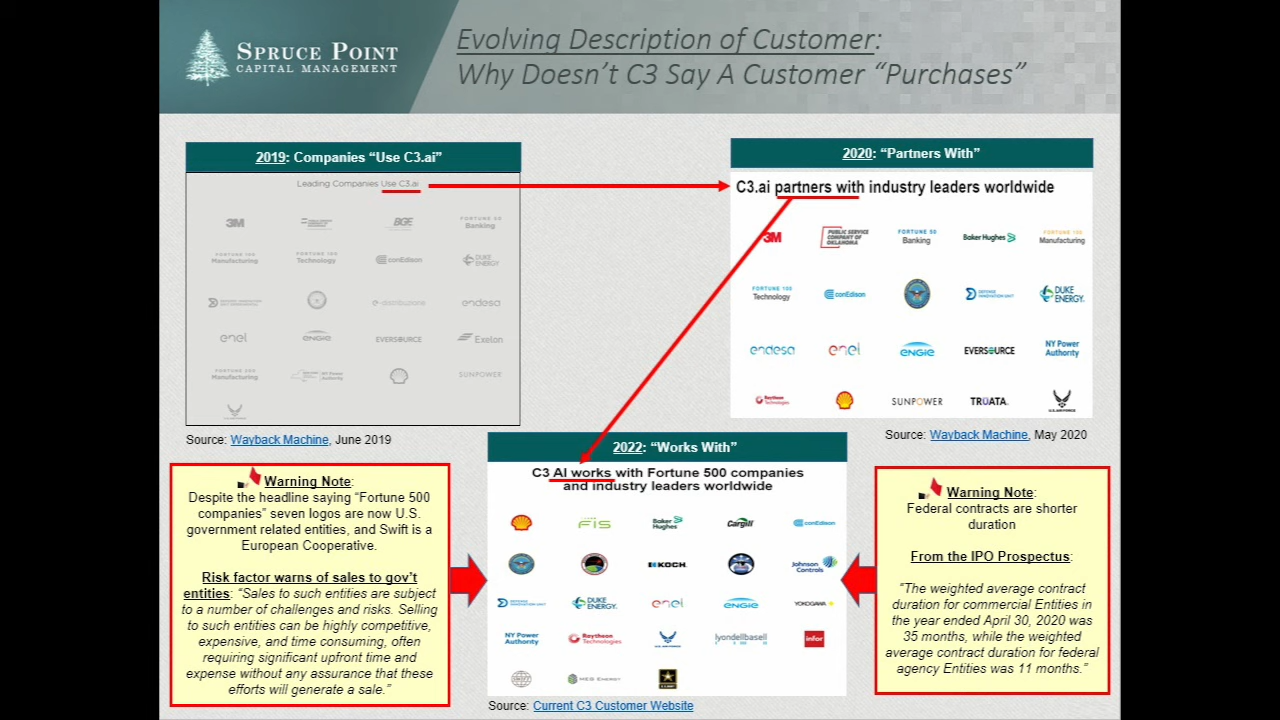 SPRUCE POINT
CAPITAL MANAGEMENT
Evolving Description of Customer:
Why Doesn't C3 Say A Customer “Purchases”
2019: Companies “Use C3.ai”
Leading Companies Use C3.ai
3M
BGE
FORTUNE 50
Banking
FORTUNE 100
Manufacturing
FORTUNE 100
Technology
conEdison
DUKE
ENERGY
DEFENSE INNOVATION
UNIT EXPERIMENTAL
e-distribuzione
endesa
enel
ENGIE
EVERSOURCE
Exelon
Manufacturing
NY Power
Authority
SUNPOWER
Source: Wayback Machine, June 2019
2020: “Partners With”
C3.ai partners with industry leaders worldwide
3M
PUBLIC SERVICE
COMPANY OF
OKLAHOMA
FORTUNE 50
Banking
Baker Hughes
FORTUNE 100
Manufacturing
FORTUNE 100
Technology
conEdison
DEFENSE
INNOVATION UNIT
DUKE
ENERGY.
endesa
enel
ENGIE
EVERSOURCE
NY Power
Authority
Raytheon
Technologies
SUNPOWER
TRŪATA.
U.S. AIR FORCE
Source: Wayback Machine, May 2020
2022: “Works With”
C3 AI works with Fortune 500 companies
and industry leaders worldwide
FIS
Baker
Hughes
Cargill
conEdison
KOCH
Johnson
Controls
DEFENSE
INNOVATION UNIT
DUKE
ENERGY.
enel
ENGIE
YOKOGAWA
NY Power
Authority
Raytheon
Technologies
U.S. AIR FORCE
lyondellbasell
infor
SWIFT
MEG ENERGY
U.S. ARMY
Source: Current C3 Customer Website
Warning Note:
Despite the headline saying “Fortune 500
companies” seven logos are now U.S.
government related entities, and Swift is a
European Cooperative.
Risk factor warns of sales to gov't
entities: “Sales to such entities are subject
to a number of challenges and risks. Selling
to such entities can be highly competitive,
expensive, and time consuming, often
requiring significant upfront time and
expense without any assurance that these
efforts will generate a sale.”
Warning Note:
Federal contracts are shorter
duration
From the IPO Prospectus:
“The weighted average contract
duration for commercial Entities in
the year ended April 30, 2020 was
35 months, while the weighted
average contract duration for federal
agency Entities was 11 months.”